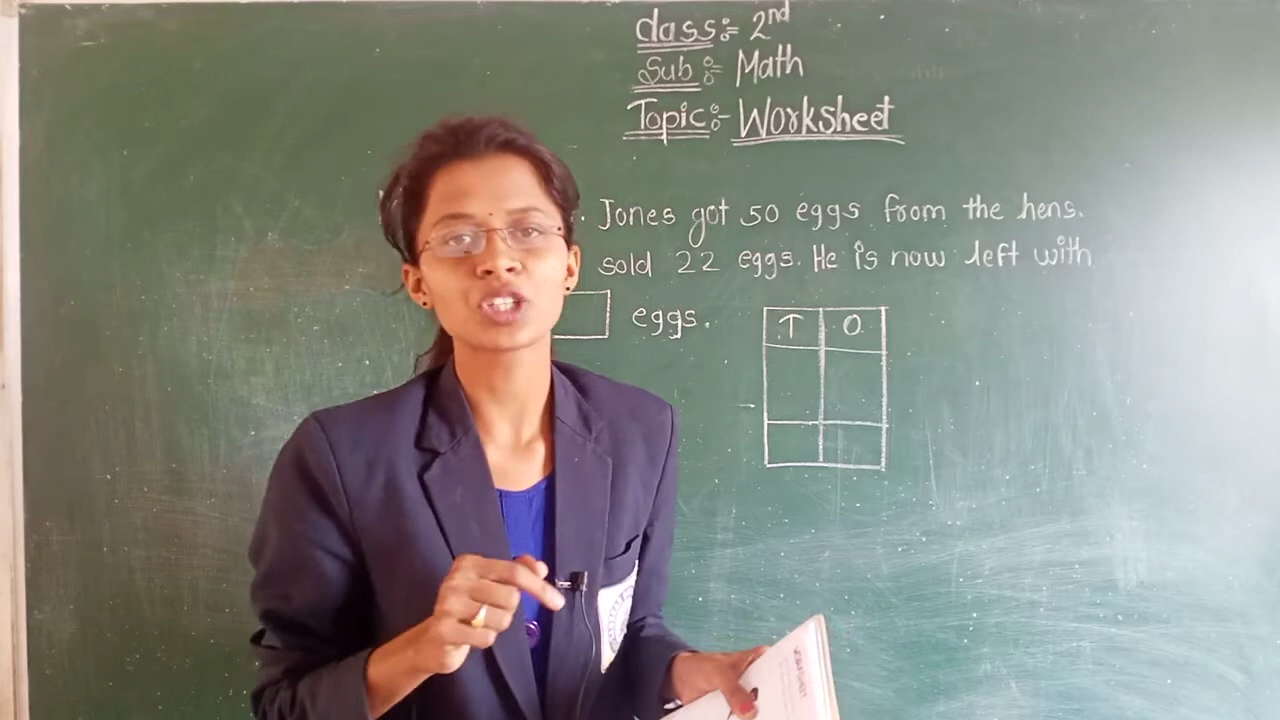 Class:- 2nd
Sub:- Math
Topic:- Worksheet
. Jones got 50 eggs from the hens.
sold 22 eggs. He is now left with
eggs.
T O